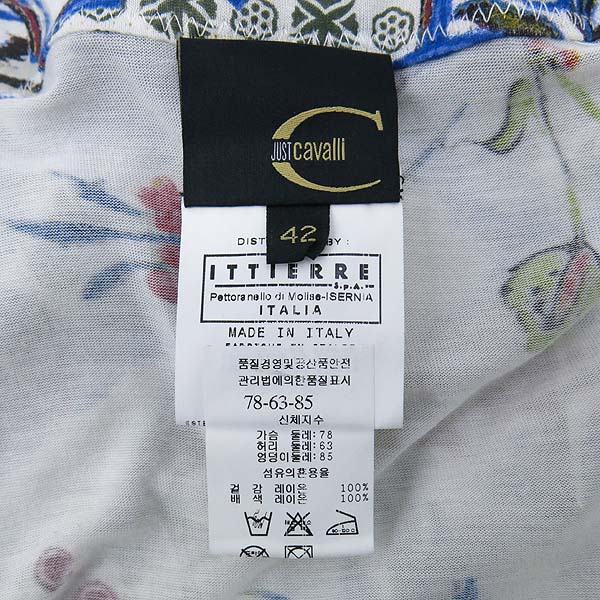 JUST cavalli
42
DIST BY :
ITTIERRE
S.p.A.
Pettoranello di Molise-ISERNIA
ITALIA
MADE IN ITALY
품질경영및공산품안전
관리법에의한품질표시
78-63-85
신체지수
가슴 둘레:78
허리 둘레:63
엉덩이둘레:85
섬유의혼용율
겉 감 레이온 100%
배 색 레이온 100%